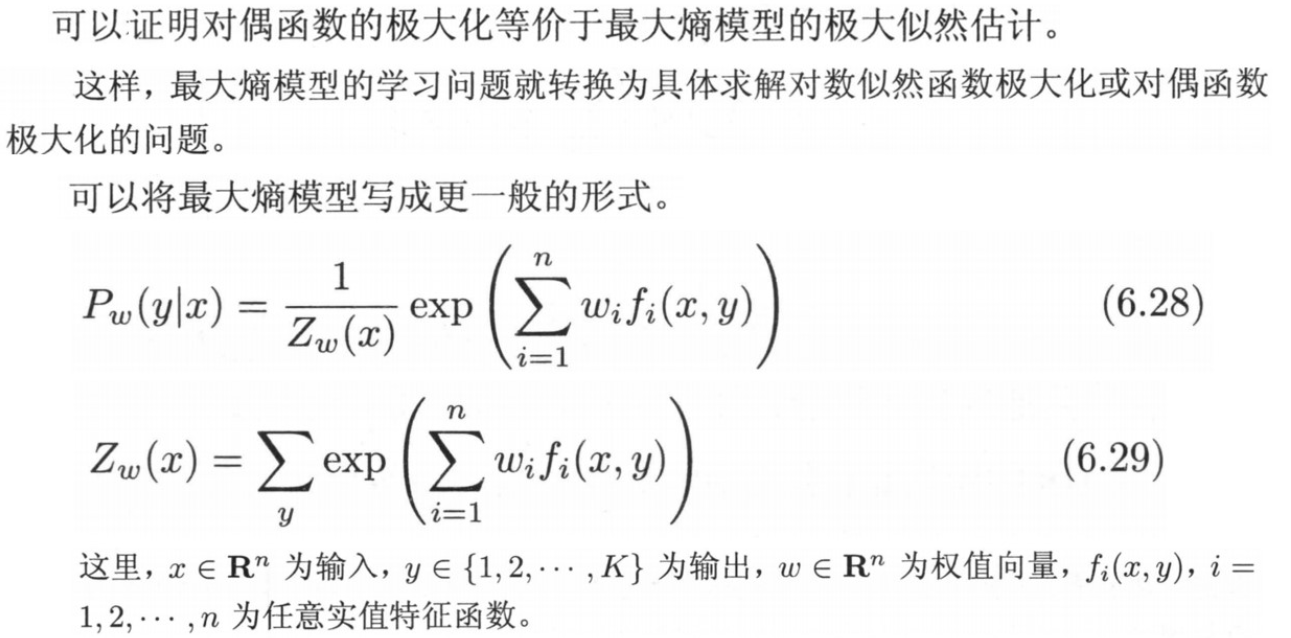 可以证明对偶函数的极大化等价于最大熵模型的极大似然估计。
这样，最大熵模型的学习问题就转换为具体求解对数似然函数极大化或对偶函数
极大化的问题。
可以将最大熵模型写成更一般的形式。
$P_w(y|x) = \frac{1}{Z_w(x)} \exp\left(\sum_{i=1}^{n} w_i f_i(x, y)\right)$ (6.28)
$Z_w(x) = \sum_{y} \exp\left(\sum_{i=1}^{n} w_i f_i(x, y)\right)$ (6.29)
这里，$x \in \mathbf{R}^n$ 为输入，$y \in \{1, 2, \cdots, K\}$ 为输出，$w \in \mathbf{R}^n$ 为权值向量，$f_i(x, y)$，$i =$
$1, 2, \cdots, n$ 为任意实值特征函数。